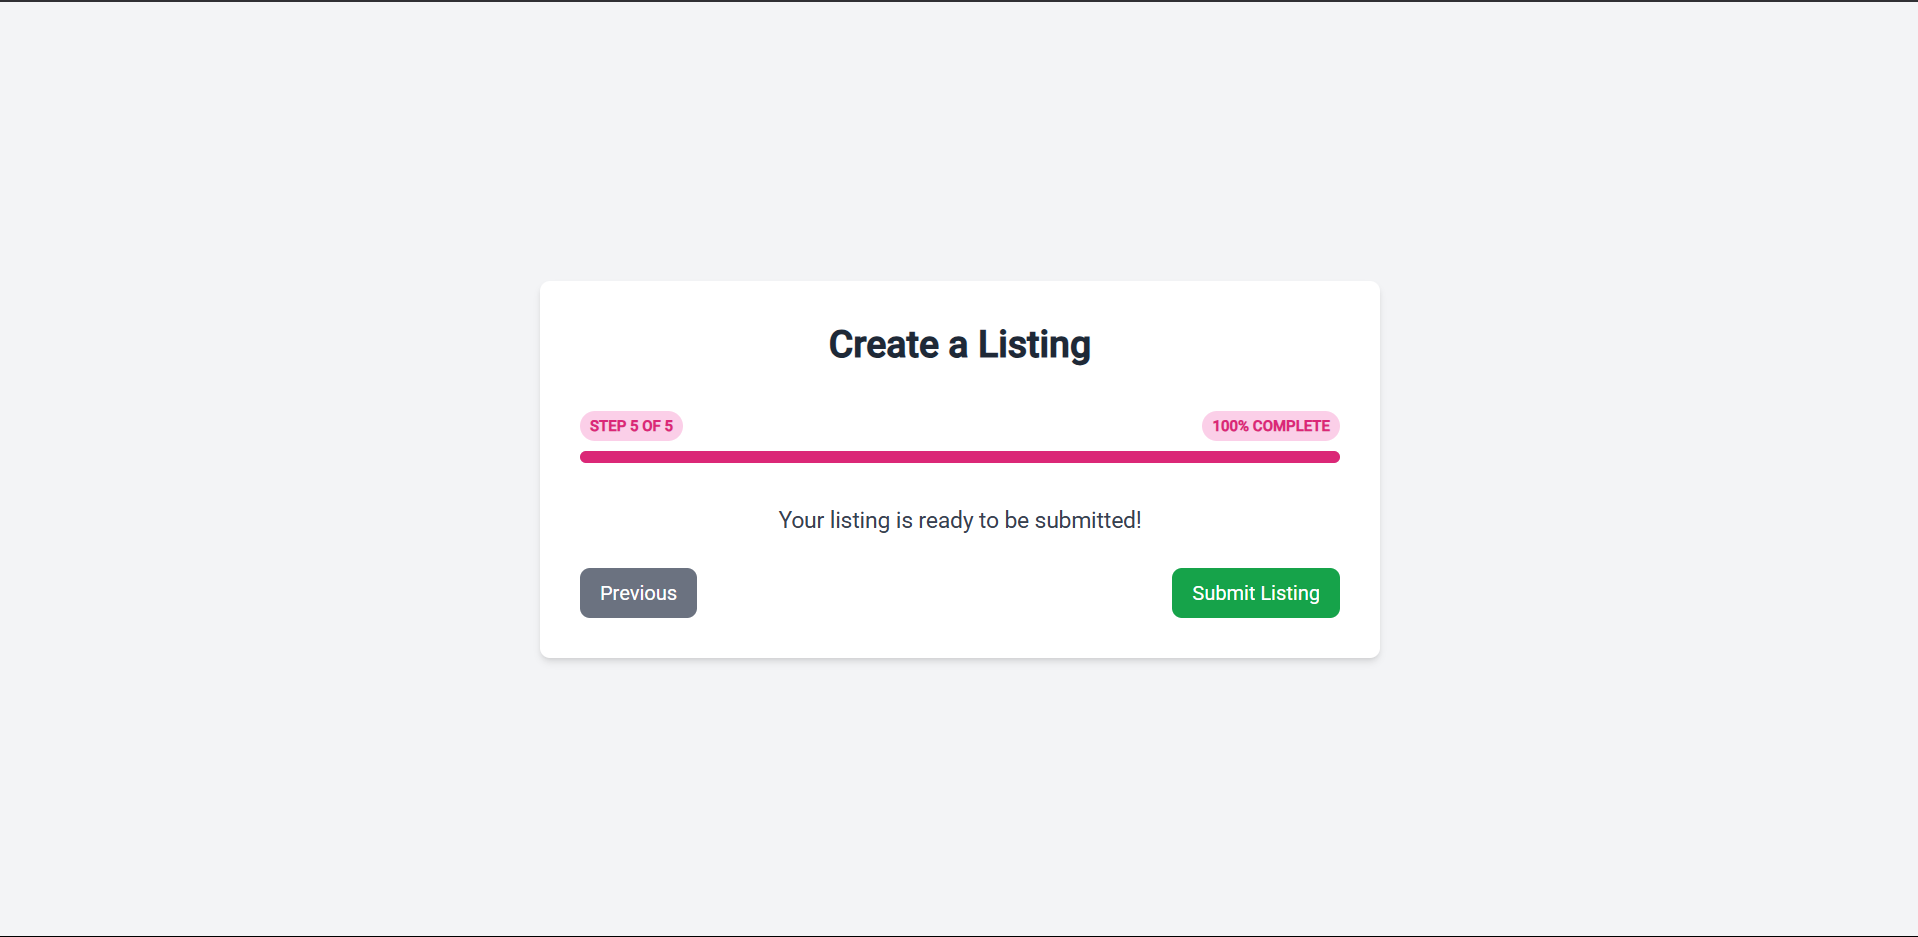 Create a Listing
STEP 5 OF 5
100% COMPLETE
Your listing is ready to be submitted!
Previous
Submit Listing